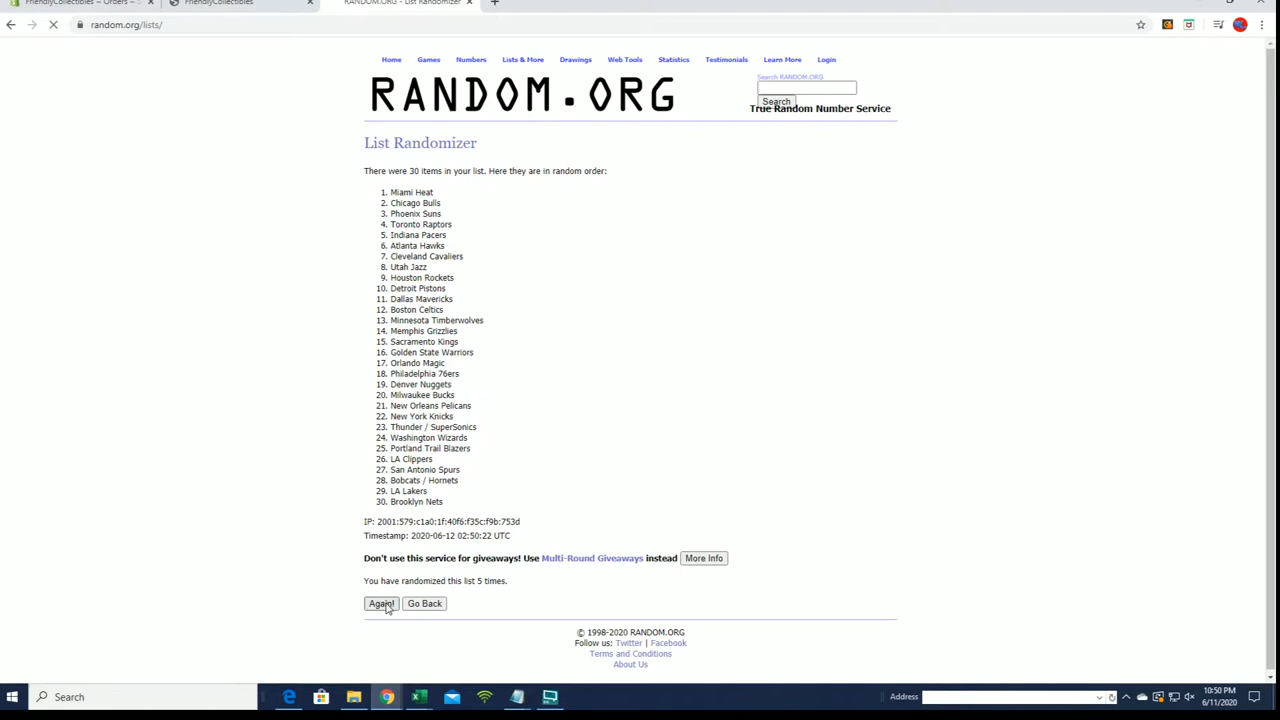 FriendlyCollectibles – Orders –
FriendlyCollectibles
RANDOM.ORG - List Randomizer
random.org/lists/
Home Games Numbers Lists & More Drawings Web Tools Statistics Testimonials Learn More Login
RANDOM.ORG
Search RANDOM.ORG
Search
True Random Number Service
List Randomizer
There were 30 items in your list. Here they are in random order:
1. Miami Heat
2. Chicago Bulls
3. Phoenix Suns
4. Toronto Raptors
5. Indiana Pacers
6. Atlanta Hawks
7. Cleveland Cavaliers
8. Utah Jazz
9. Houston Rockets
10. Detroit Pistons
11. Dallas Mavericks
12. Boston Celtics
13. Minnesota Timberwolves
14. Memphis Grizzlies
15. Sacramento Kings
16. Golden State Warriors
17. Orlando Magic
18. Philadelphia 76ers
19. Denver Nuggets
20. Milwaukee Bucks
21. New Orleans Pelicans
22. New York Knicks
23. Thunder / SuperSonics
24. Washington Wizards
25. Portland Trail Blazers
26. LA Clippers
27. San Antonio Spurs
28. Bobcats / Hornets
29. LA Lakers
30. Brooklyn Nets
IP: 2001:579:c1a0:1f:40f6:f35c:f9b:753d
Timestamp: 2020-06-12 02:50:22 UTC
Don't use this service for giveaways! Use Multi-Round Giveaways instead More Info
You have randomized this list 5 times.
Again! Go Back
© 1998-2020 RANDOM.ORG
Follow us: Twitter | Facebook
Terms and Conditions
About Us
Search
Address
10:50 PM
6/11/2020